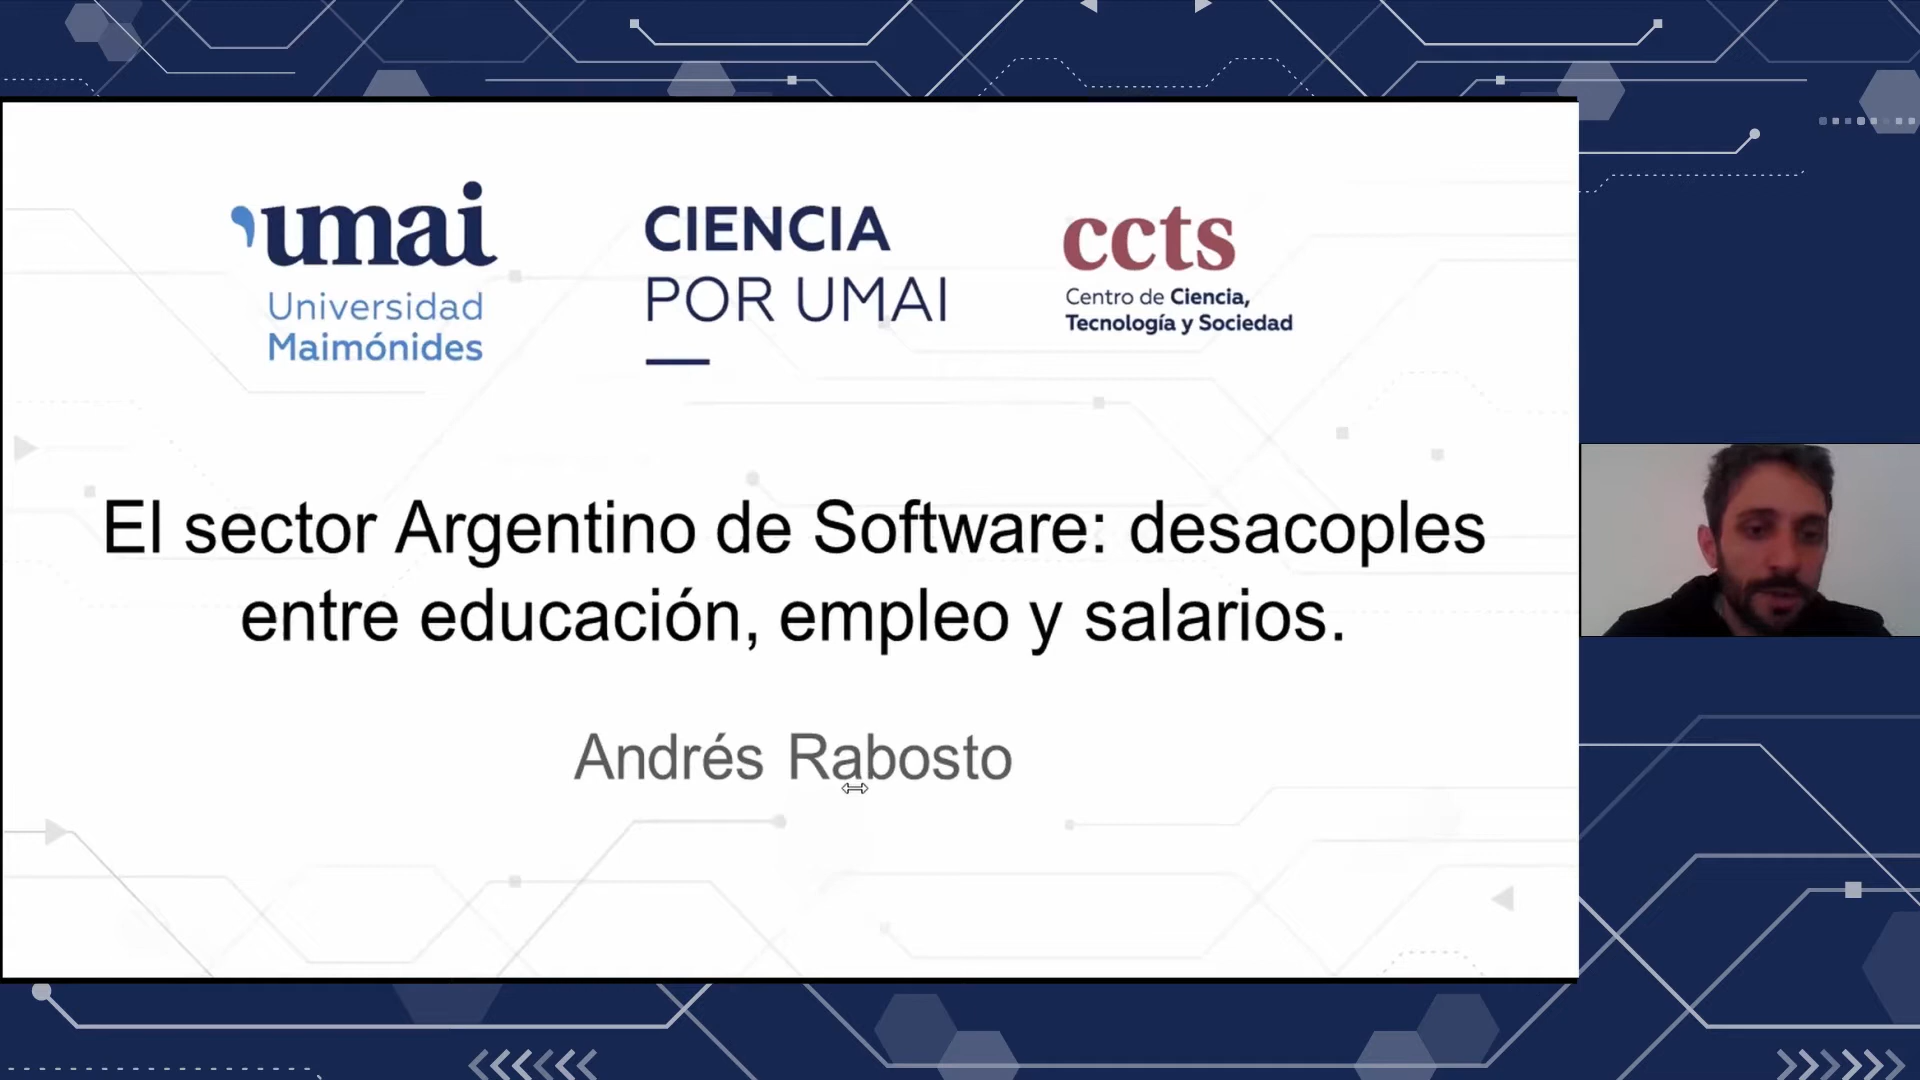 umai
Universidad
Maimónides
CIENCIA
POR UMAI
ccts
Centro de Ciencia,
Tecnología y Sociedad
El sector Argentino de Software: desacoples
entre educación, empleo y salarios.
Andrés Rabosto